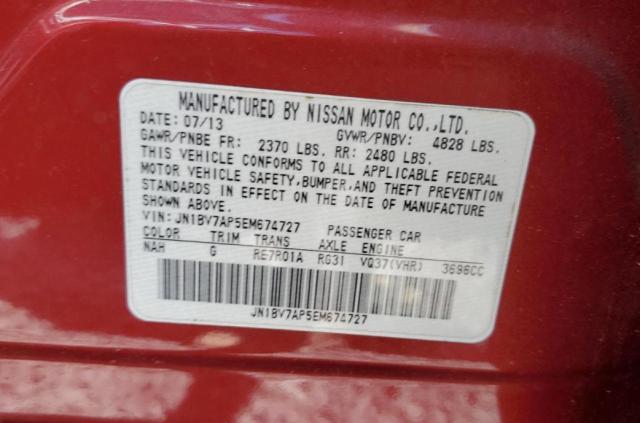 MANUFACTURED BY NISSAN MOTOR CO.,LTD.
DATE: 07/13 GVWR/PNBV: 4828 LBS.
GAWR/PNBE FR: 2370 LBS. RR: 2480 LBS.
THIS VEHICLE CONFORMS TO ALL APPLICABLE FEDERAL
MOTOR VEHICLE SAFETY, BUMPER, AND THEFT PREVENTION
STANDARDS IN EFFECT ON THE DATE OF MANUFACTURE
SHOWN ABOVE.
VIN: JN1BV7AP5EM674727 PASSENGER CAR
COLOR TRIM TRANS AXLE ENGINE
NAH G RE7R01A RG31 VQ37(VHR) 3696CC
JN1BV7AP5EM674727